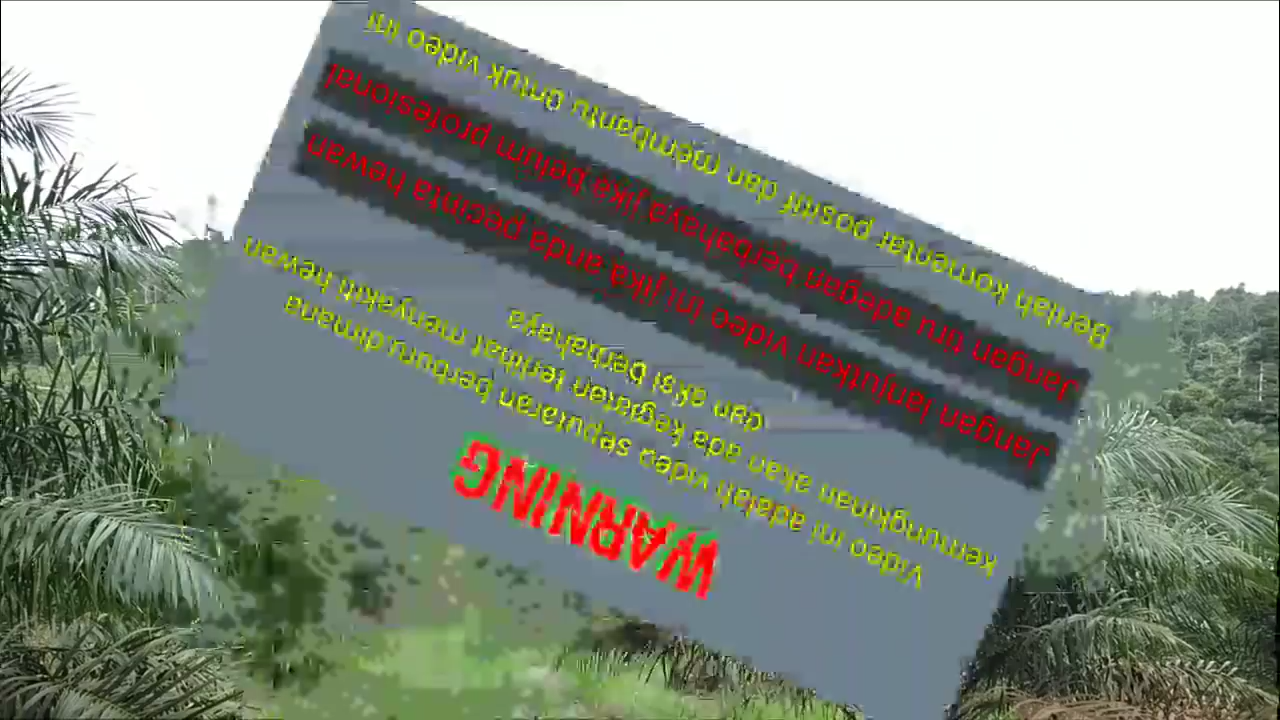 WARNING
Video ini adalah video seputaran berburu.dimana
kemungkinan akan ada kegiatan terlihat menyakiti hewan
dan aksi berbahaya
Jangan lanjutkan video ini,jika anda pecinta hewan
Jangan tiru adegan berbahaya jika belum profesional
Berilah komentar positif dan membantu untuk video ini